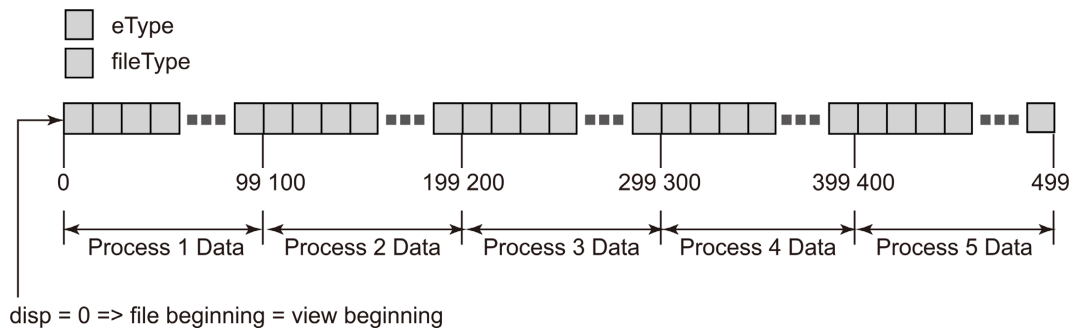 eType
fileType
0 99 100 199 200 299 300 399 400 499
Process 1 Data Process 2 Data Process 3 Data Process 4 Data Process 5 Data
disp = 0 => file beginning = view beginning